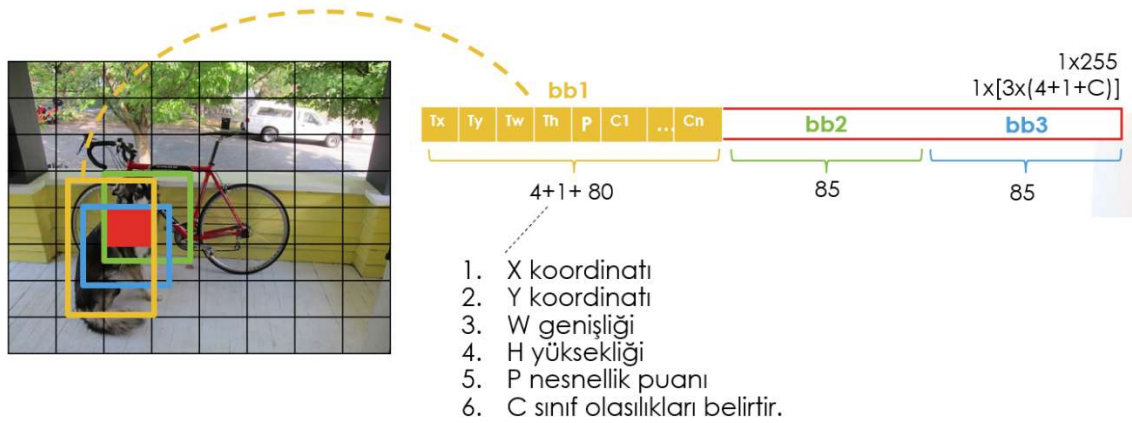 1x255
1x[3x(4+1+C)]
bb1
Tx Ty Tw Th P C1 ... Cn bb2 bb3
4+1+ 80 85 85
1. X koordinatı
2. Y koordinatı
3. W genişliği
4. H yüksekliği
5. P nesnellik puanı
6. C sınıf olasılıkları belirtir.